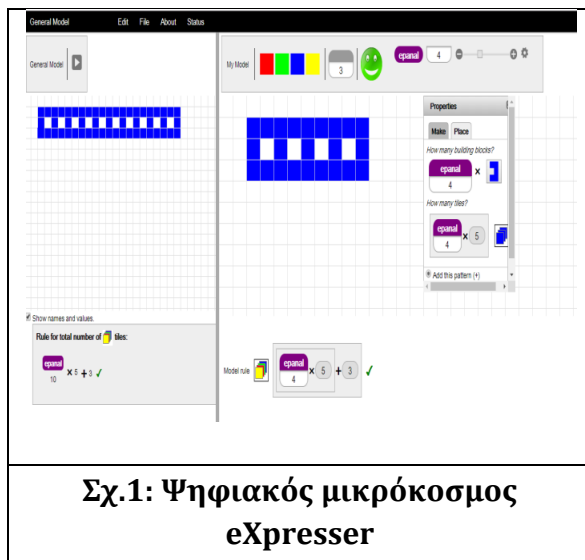 General Model Edit File About Status
General Model
My Model
3
epanal 4
Properties
Make Place
How many building blocks?
epanal
×
4
How many tiles?
epanal
× 5
4
Add this pattern (+)
Show names and values.
Rule for total number of tiles:
epanal
× 5 + 3 ✓
10
Model rule
epanal
× 5 + 3 ✓
4
Σχ.1: Ψηφιακός μικρόκοσμος
eXpresser